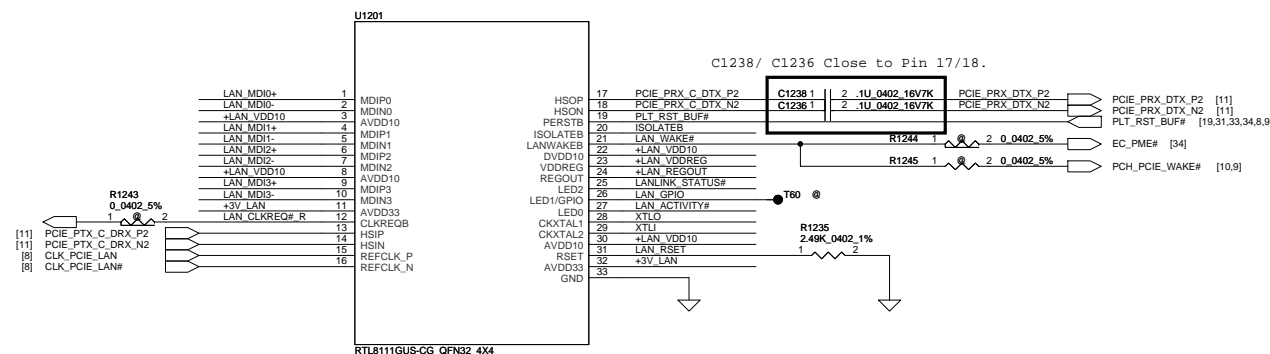 U1201
C1238/ C1236 Close to Pin 17/18.
LAN_MDI0+ 1 MDIP0
LAN_MDI0- 2 MDIN0
+LAN_VDD10 3 AVDD10
LAN_MDI1+ 4 MDIP1
LAN_MDI1- 5 MDIN1
LAN_MDI2+ 6 MDIP2
LAN_MDI2- 7 MDIN2
+LAN_VDD10 8 AVDD10
LAN_MDI3+ 9 MDIP3
LAN_MDI3- 10 MDIN3
+3V_LAN 11 AVDD33
R1243
0_0402_5%
1 @ 2 LAN_CLKREQ#_R 12 CLKREQB
[11] PCIE_PTX_C_DRX_P2 13 HSIP
[11] PCIE_PTX_C_DRX_N2 14 HSIN
[8] CLK_PCIE_LAN 15 REFCLK_P
[8] CLK_PCIE_LAN# 16 REFCLK_N
HSOP 17 PCIE_PRX_C_DTX_P2 C1238 1 2 .1U_0402_16V7K PCIE_PRX_DTX_P2 PCIE_PRX_DTX_P2 [11]
HSON 18 PCIE_PRX_C_DTX_N2 C1236 1 2 .1U_0402_16V7K PCIE_PRX_DTX_N2 PCIE_PRX_DTX_N2 [11]
PERSTB 19 PLT_RST_BUF# PLT_RST_BUF# [19,31,33,34,8,9
ISOLATEB 20 ISOLATEB
LANWAKEB 21 LAN_WAKE# R1244 1 @ 2 0_0402_5% EC_PME# [34]
DVDD10 22 +LAN_VDD10
VDDREG 23 +LAN_VDDREG R1245 1 @ 2 0_0402_5% PCH_PCIE_WAKE# [10,9]
REGOUT 24 +LAN_REGOUT
LED2 25 LANLINK_STATUS#
LED1/GPIO 26 LAN_GPIO T60 @
LED0 27 LAN_ACTIVITY#
CKXTAL1 28 XTLO
CKXTAL2 29 XTLI
AVDD10 30 +LAN_VDD10
R1235
2.49K_0402_1%
RSET 31 LAN_RSET 1 2
AVDD33 32 +3V_LAN
GND 33
RTL8111GUS-CG_QFN32_4X4